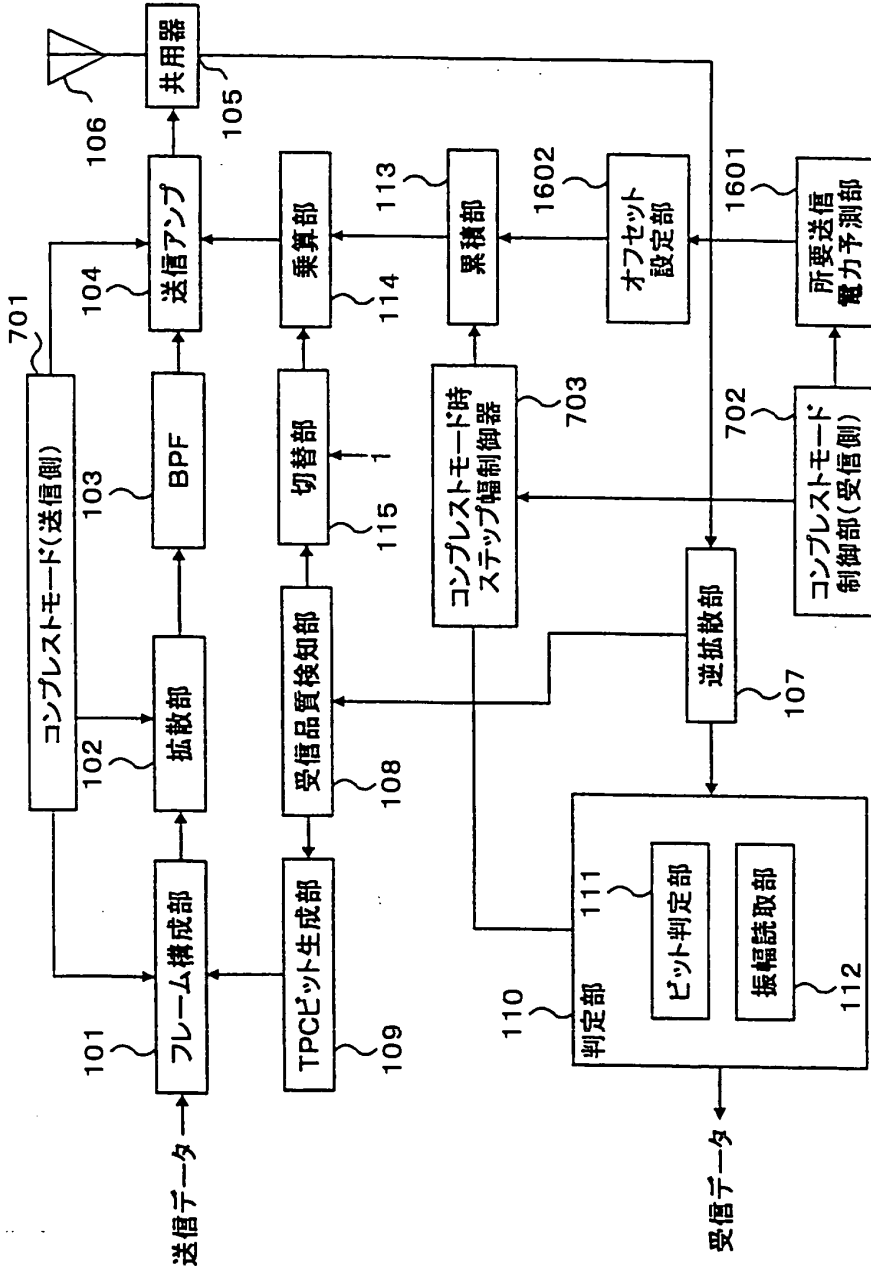 701
コンプレストモード(送信側)
106
送信データ
101
フレーム構成部
102
拡散部
103
BPF
104
送信アンプ
共用器
105
109
TPCビット生成部
108
受信品質検知部
115
切替部
1
114
乗算部
113
累積部
703
コンプレストモード時
ステップ幅制御器
1602
オフセット
設定部
1601
所要送信
電力予測部
702
コンプレストモード
制御部(受信側)
107
逆拡散部
110
判定部
111
ビット判定部
112
振幅読取部
受信データ